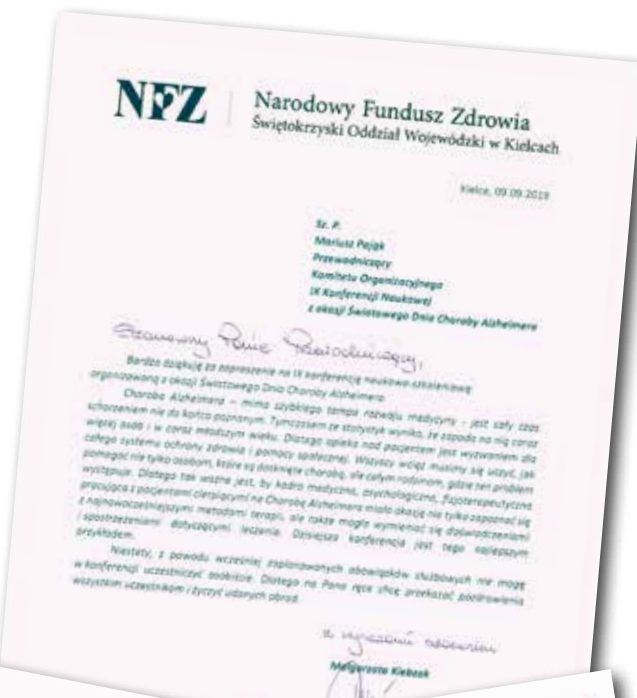 NFZ
Narodowy Fundusz Zdrowia
Świętokrzyski Oddział Wojewódzki w Kielcach
Kielce, 09.09.2019
Sz. P.
Mariusz Pająk
Przewodniczący
Komitetu Organizacyjnego
IX Konferencji Naukowej
z okazji Światowego Dnia Choroby Alzheimera
Szanowny Panie Przewodniczący,
Bardzo dziękuję za zaproszenie na IX konferencję naukowo-szkoleniową
organizowaną z okazji Światowego Dnia Choroby Alzheimera.
Choroba Alzheimera – mimo szybkiego tempa rozwoju medycyny - jest cały czas
schorzeniem nie do końca poznanym. Tymczasem ze statystyk wynika, że zapada na nią coraz
więcej osób i w coraz młodszym wieku. Dlatego opieka nad pacjentem jest wyzwaniem dla
całego systemu ochrony zdrowia i pomocy społecznej. Wszyscy wciąż musimy się uczyć, jak
pomagać nie tylko osobom, które są dotknięte chorobą, ale całym rodzinom, gdzie ten problem
występuje. Dlatego tak ważne jest, by kadra medyczna, psychologiczna, fizjoterapeutyczna
pracująca z pacjentami cierpiącymi na Chorobę Alzheimera miała okazję nie tylko zapoznać się
z najnowocześniejszymi metodami terapii, ale także mogła wymieniać się doświadczeniami
i spostrzeżeniami dotyczącymi leczenia. Dzisiejsza konferencja jest tego najlepszym
przykładem.
Niestety, z powodu wcześniej zaplanowanych obowiązków służbowych nie mogę
w konferencji uczestniczyć osobiście. Dlatego na Pana ręce chcę przekazać pozdrowienia
wszystkim uczestnikom i życzyć udanych obrad.
z wyrazami szacunku
Małgorzata Kiebzak